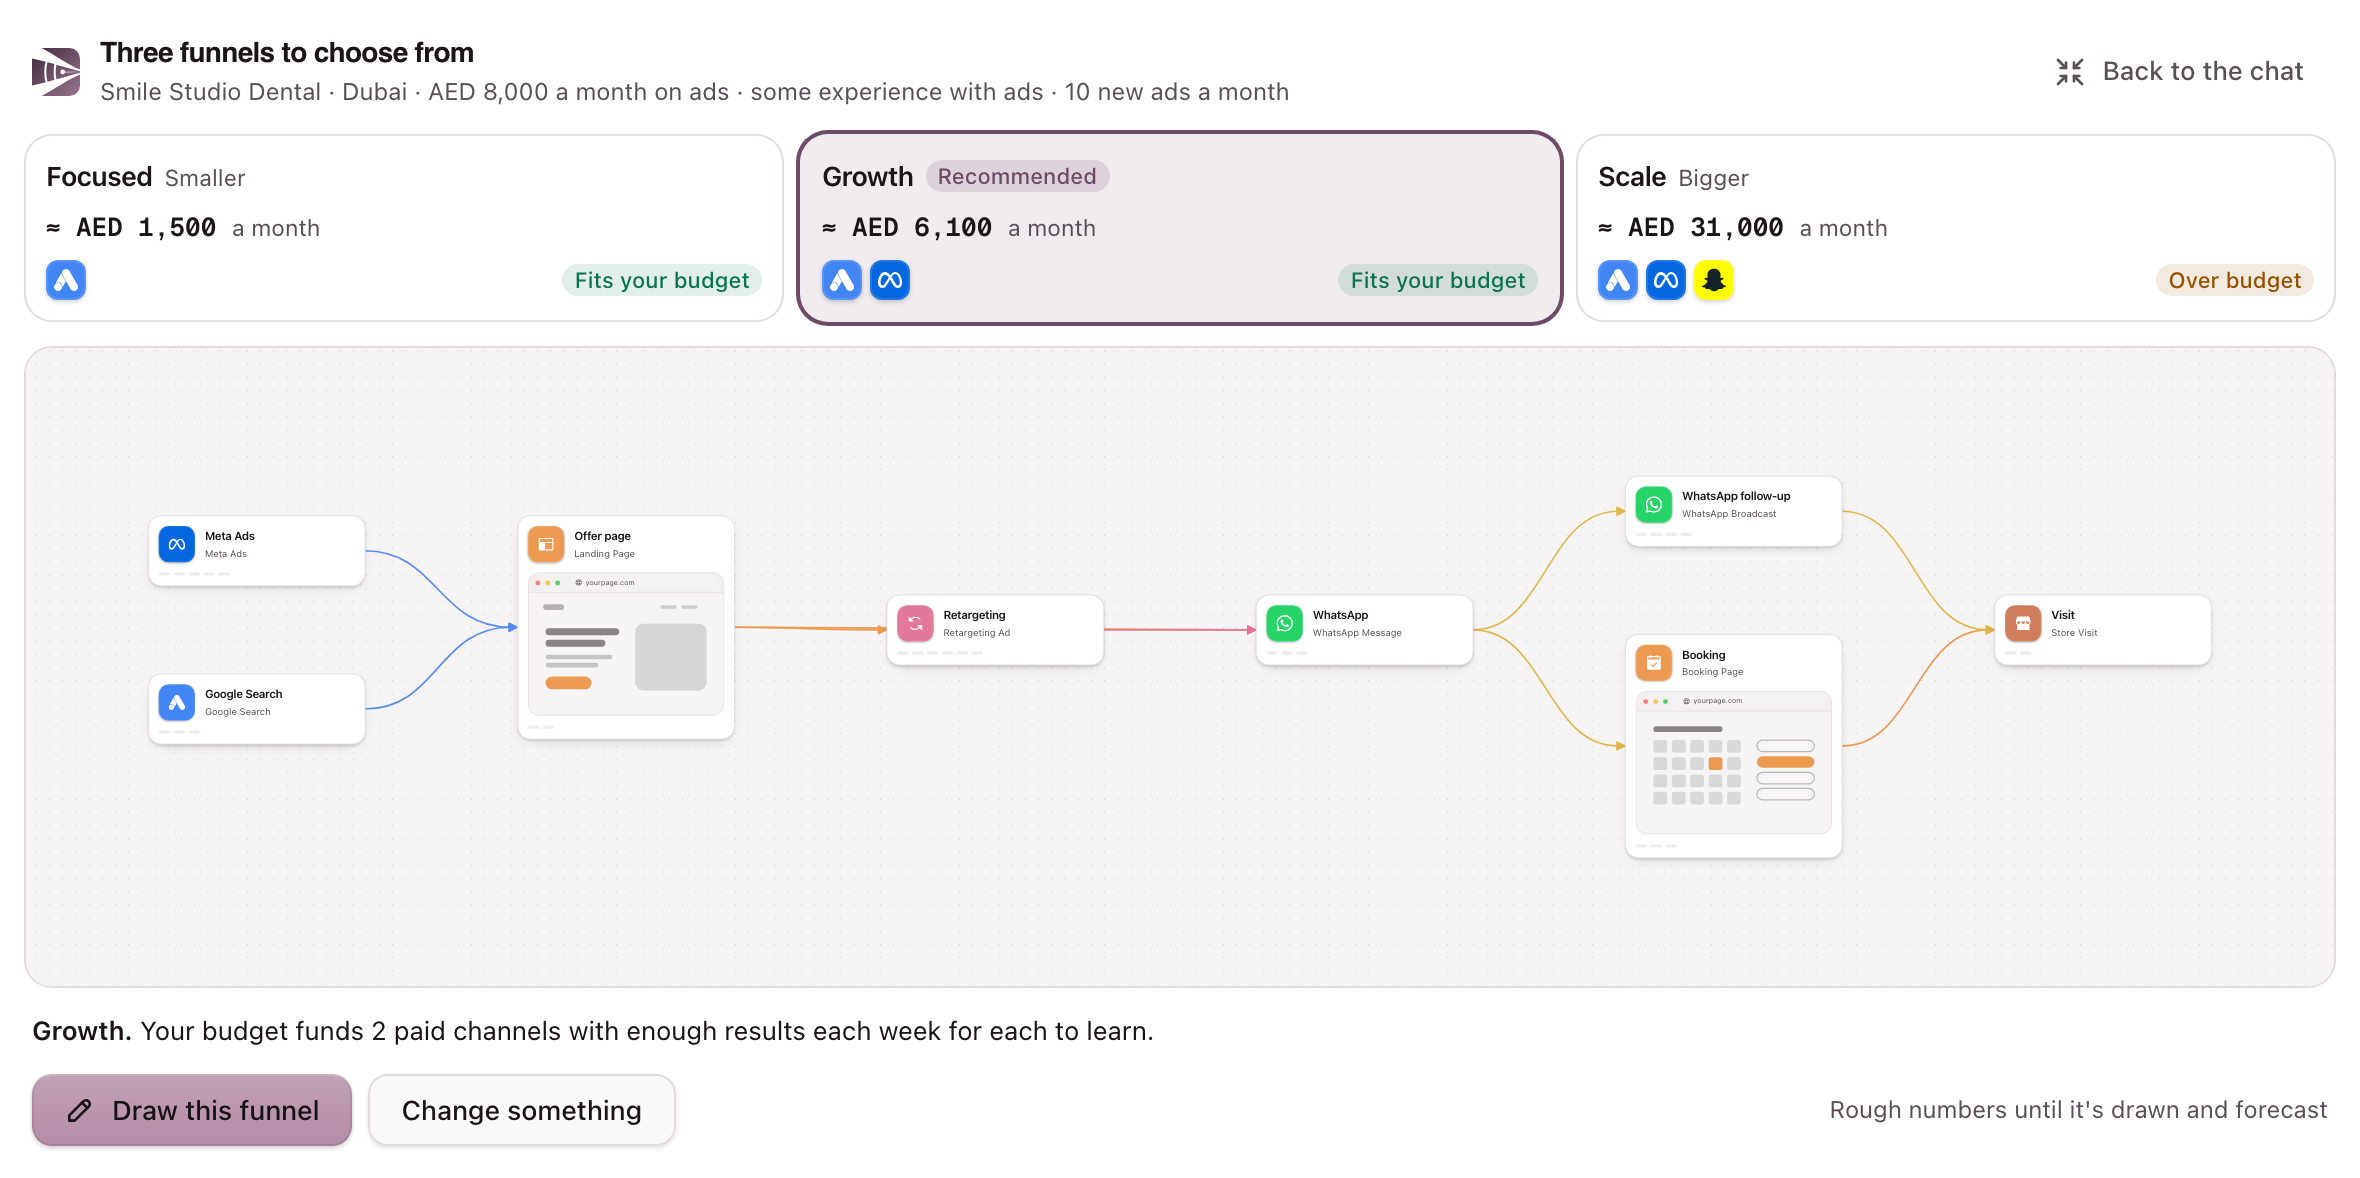 Three funnels to choose from
Smile Studio Dental · Dubai · AED 8,000 a month on ads · some experience with ads · 10 new ads a month
Back to the chat
Focused Smaller
≈ AED 1,500 a month
Fits your budget
Growth Recommended
≈ AED 6,100 a month
Fits your budget
Scale Bigger
≈ AED 31,000 a month
Over budget
Meta Ads
Meta Ads
Google Search
Google Search
Offer page
Landing Page
yourpage.com
Retargeting
Retargeting Ad
WhatsApp
WhatsApp Message
WhatsApp follow-up
WhatsApp Broadcast
Booking
Booking Page
yourpage.com
Visit
Store Visit
Growth. Your budget funds 2 paid channels with enough results each week for each to learn.
Draw this funnel
Change something
Rough numbers until it's drawn and forecast